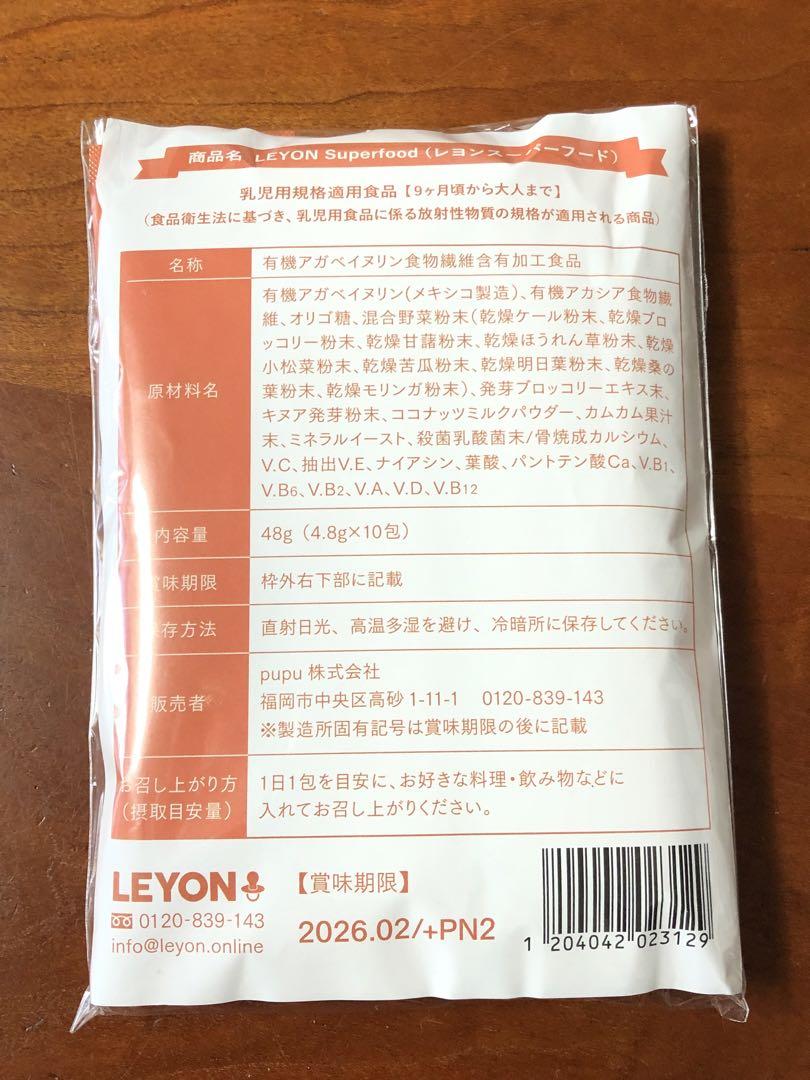 商品名 LEYON Superfood（レヨンスーパーフード）
乳児用規格適用食品【9ヶ月頃から大人まで】
（食品衛生法に基づき、乳児用食品に係る放射性物質の規格が適用される商品）
名称 有機アガベイヌリン食物繊維含有加工食品
原材料名
有機アガベイヌリン(メキシコ製造)、有機アカシア食物繊
維、オリゴ糖、混合野菜粉末（乾燥ケール粉末、乾燥ブロ
ッコリー粉末、乾燥甘藷粉末、乾燥ほうれん草粉末、乾燥
小松菜粉末、乾燥苦瓜粉末、乾燥明日葉粉末、乾燥桑の
葉粉末、乾燥モリンガ粉末）、発芽ブロッコリーエキス末、
キヌア発芽粉末、ココナッツミルクパウダー、カムカム果汁
末、ミネラルイースト、殺菌乳酸菌末/骨焼成カルシウム、
V.C、抽出V.E、ナイアシン、葉酸、パントテン酸Ca、V.B1、
V.B6、V.B2、V.A、V.D、V.B12
内容量 48g（4.8g×10包）
賞味期限 枠外右下部に記載
保存方法 直射日光、高温多湿を避け、冷暗所に保存してください。
販売者
pupu 株式会社
福岡市中央区高砂 1-11-1 0120-839-143
※製造所固有記号は賞味期限の後に記載
お召し上がり方
（摂取目安量）
1日1包を目安に、お好きな料理・飲み物などに
入れてお召し上がりください。
LEYON
0120-839-143
info@leyon.online
【賞味期限】
2026.02/+PN2
1 204042 023129